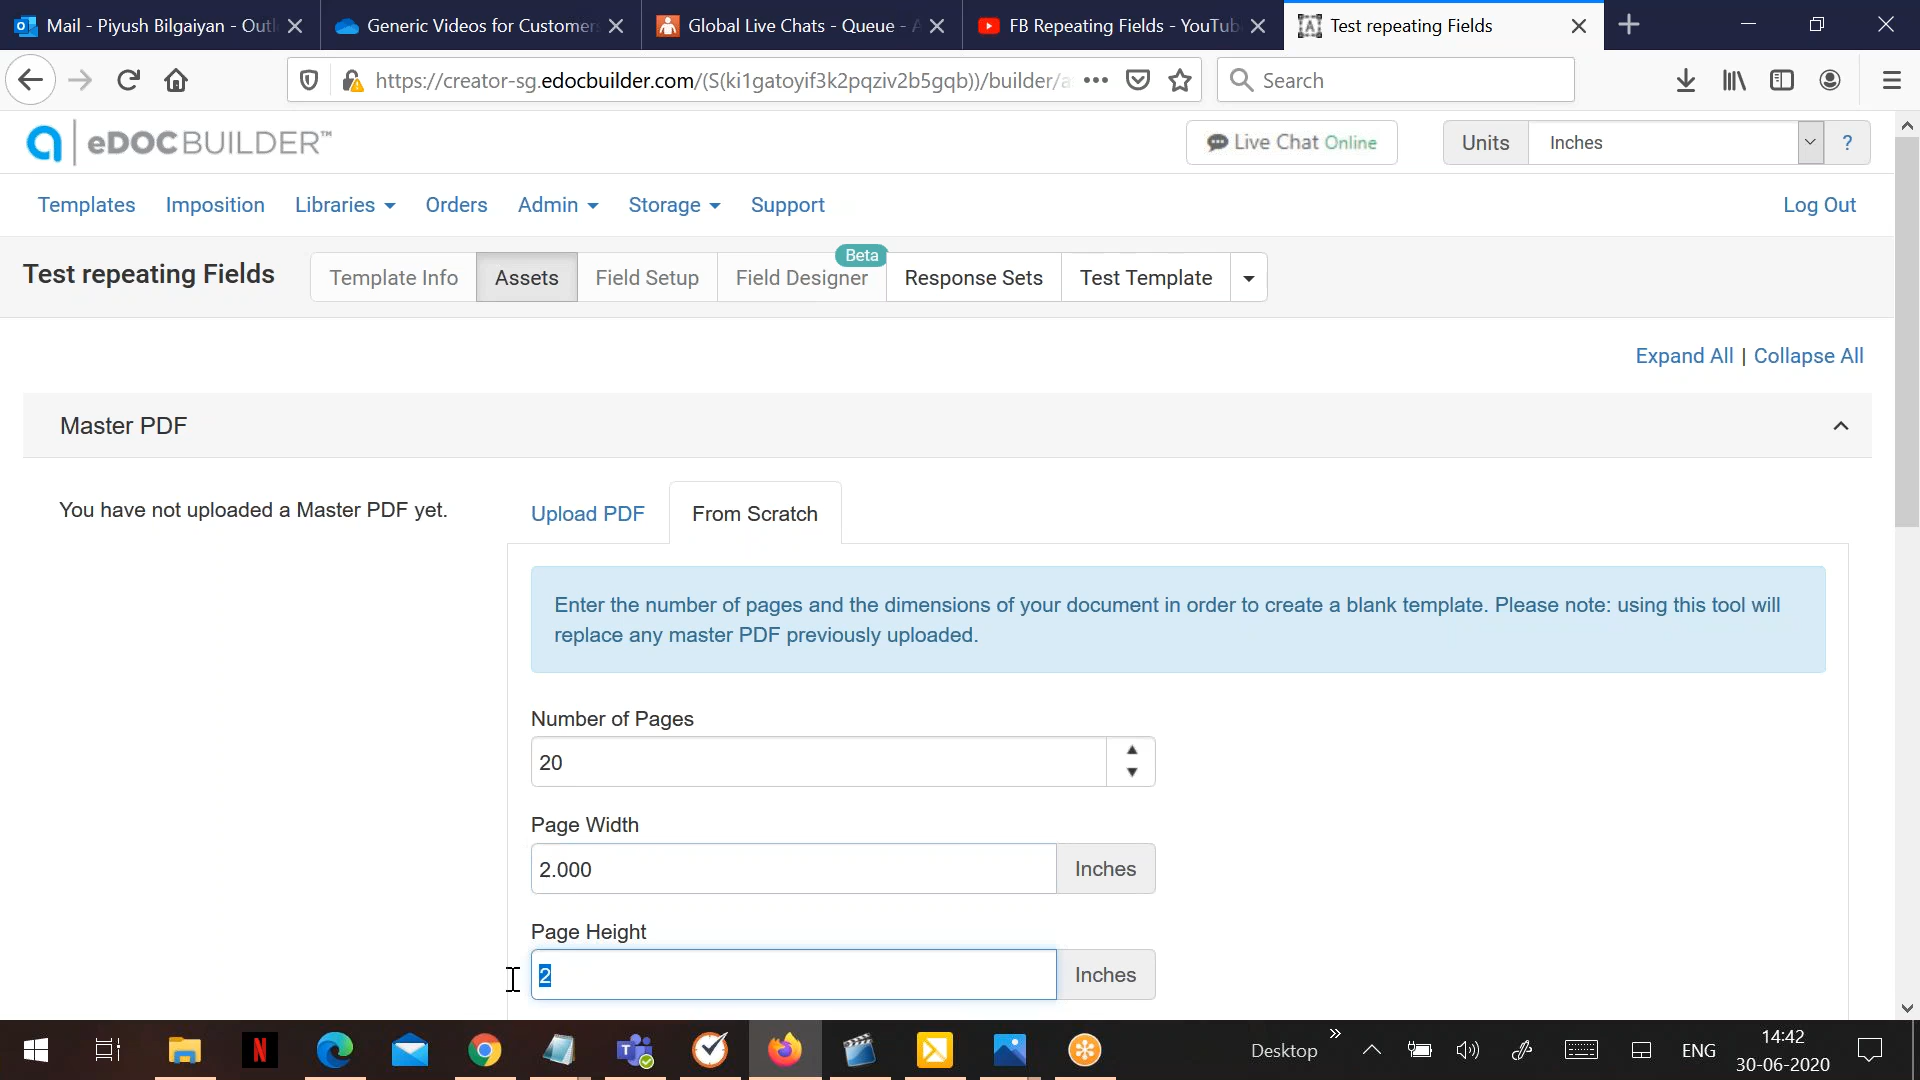 Mail - Piyush Bilgaiyan - Outl
Generic Videos for Customer
Global Live Chats - Queue - A
FB Repeating Fields - YouTub
Test repeating Fields
https://creator-sg.edocbuilder.com/(S(ki1gatoyif3k2pqziv2b5gqb))/builder/a
Search
eDOCBUILDER™
Live Chat Online
Units
Inches
?
Templates
Imposition
Libraries
Orders
Admin
Storage
Support
Log Out
Test repeating Fields
Template Info
Assets
Field Setup
Field Designer
Beta
Response Sets
Test Template
Expand All | Collapse All
Master PDF
You have not uploaded a Master PDF yet.
Upload PDF
From Scratch
Enter the number of pages and the dimensions of your document in order to create a blank template. Please note: using this tool will
replace any master PDF previously uploaded.
Number of Pages
20
Page Width
2.000
Inches
Page Height
2
Inches
Desktop
ENG
14:42
30-06-2020